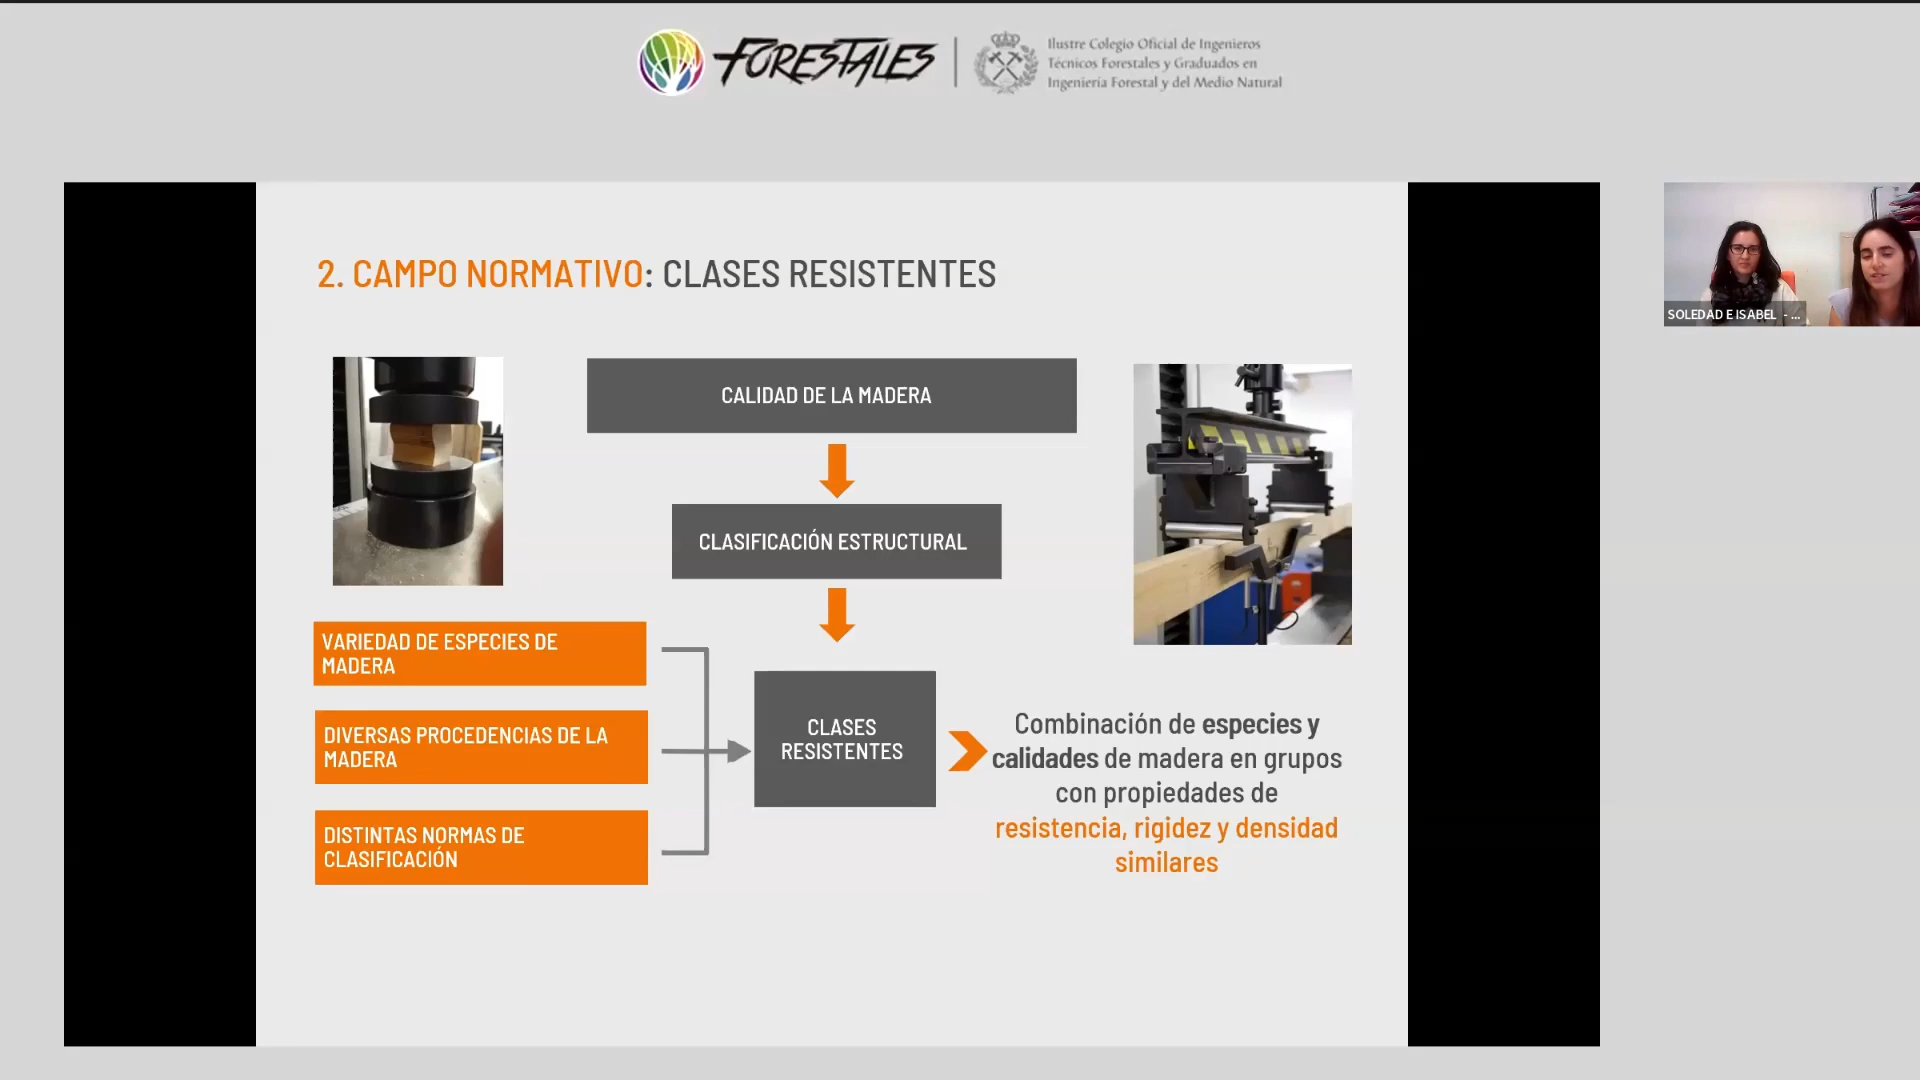 FORESTALES
Ilustre Colegio Oficial de Ingenieros
Técnicos Forestales y Graduados en
Ingeniería Forestal y del Medio Natural
2. CAMPO NORMATIVO: CLASES RESISTENTES
CALIDAD DE LA MADERA
CLASIFICACIÓN ESTRUCTURAL
VARIEDAD DE ESPECIES DE
MADERA
DIVERSAS PROCEDENCIAS DE LA
MADERA
DISTINTAS NORMAS DE
CLASIFICACIÓN
CLASES
RESISTENTES
Combinación de especies y
calidades de madera en grupos
con propiedades de
resistencia, rigidez y densidad
similares
SOLEDAD E ISABEL - ...